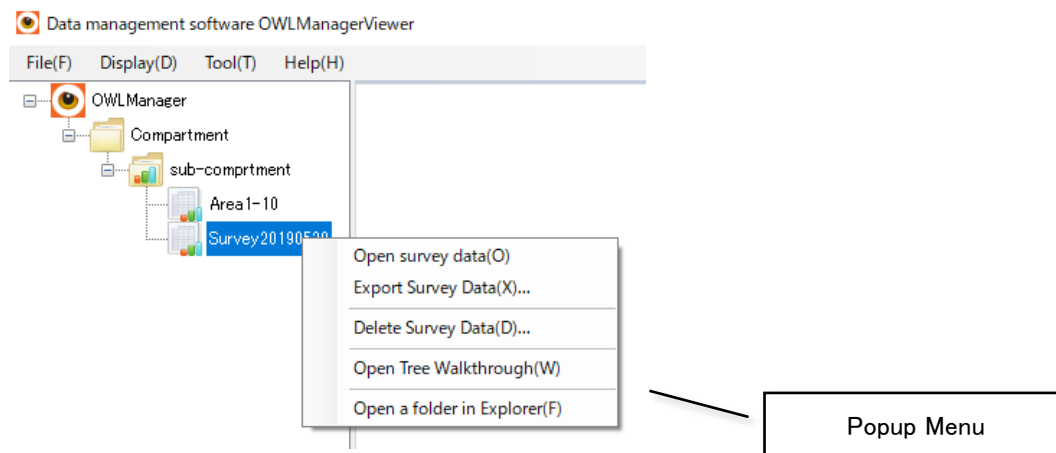 Data management software OWLManagerViewer
File(F) Display(D) Tool(T) Help(H)
OWLManager
Compartment
sub-comprtment
Area1-10
Survey20190530
Open survey data(O)
Export Survey Data(X)...
Delete Survey Data(D)...
Open Tree Walkthrough(W)
Open a folder in Explorer(F)
Popup Menu